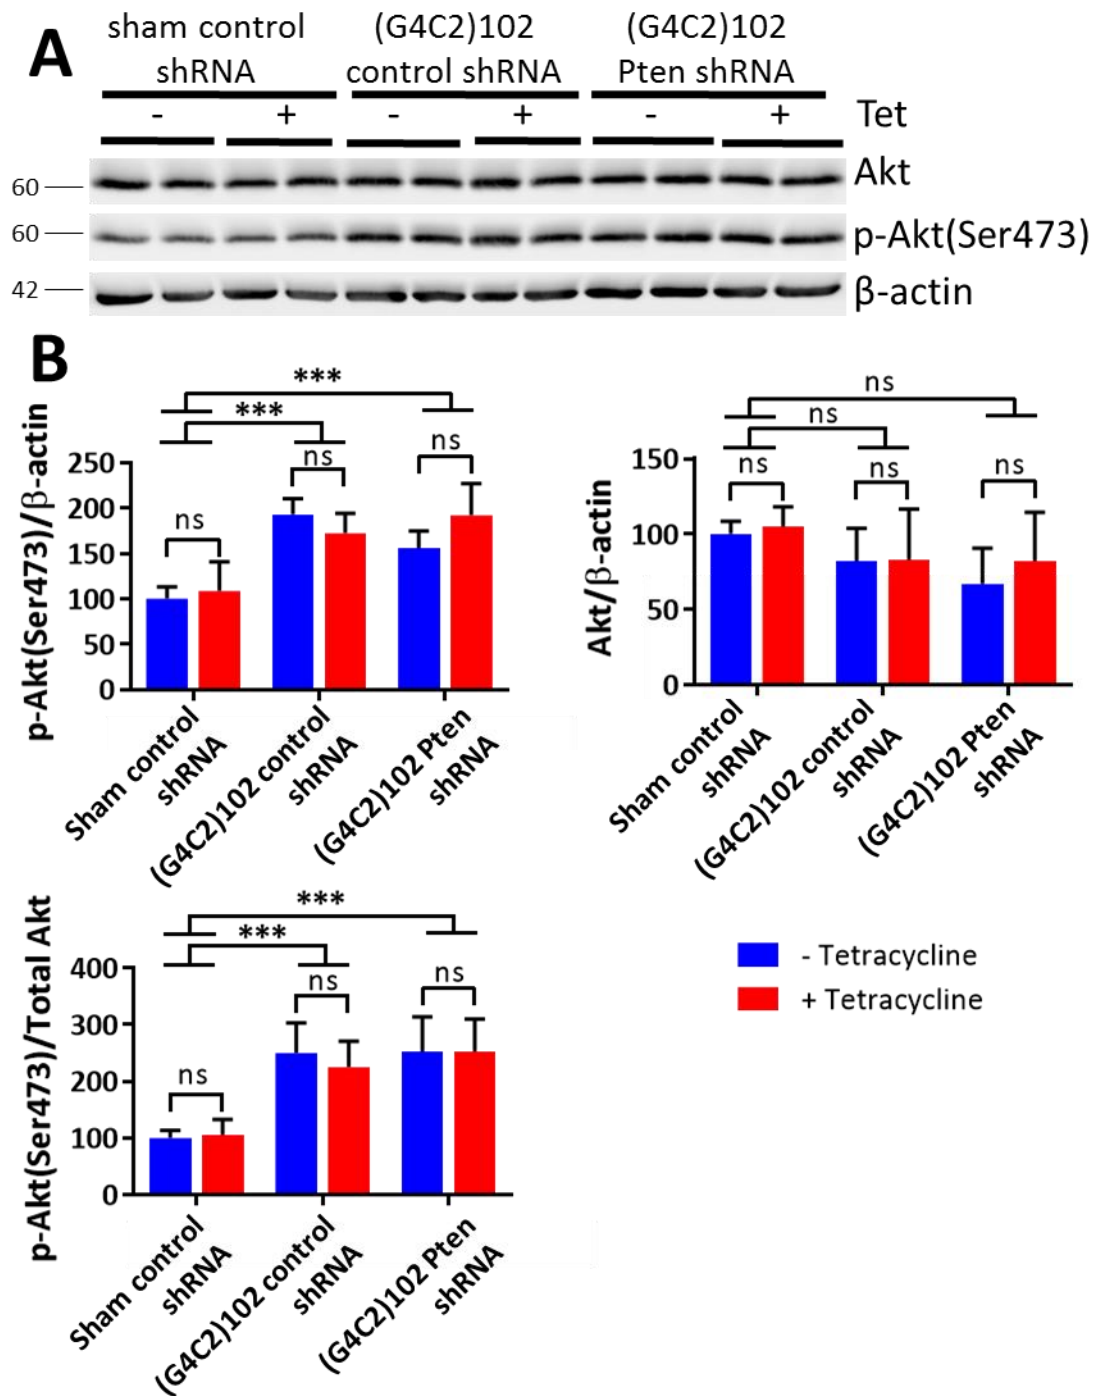 A
sham control
shRNA
(G4C2)102
control shRNA
(G4C2)102
Pten shRNA
- + - + - + Tet
60
Akt
60
p-Akt(Ser473)
42
β-actin
B
p-Akt(Ser473)/β-actin
250
200
150
100
50
0
***
***
ns
ns
ns
Sham control
shRNA
(G4C2)102 control
shRNA
(G4C2)102 Pten
shRNA
Akt/β-actin
150
100
50
0
ns
ns
ns
ns
ns
Sham control
shRNA
(G4C2)102 control
shRNA
(G4C2)102 Pten
shRNA
p-Akt(Ser473)/Total Akt
400
300
200
100
0
***
***
ns
ns
ns
Sham control
shRNA
(G4C2)102 control
shRNA
(G4C2)102 Pten
shRNA
- Tetracycline
+ Tetracycline